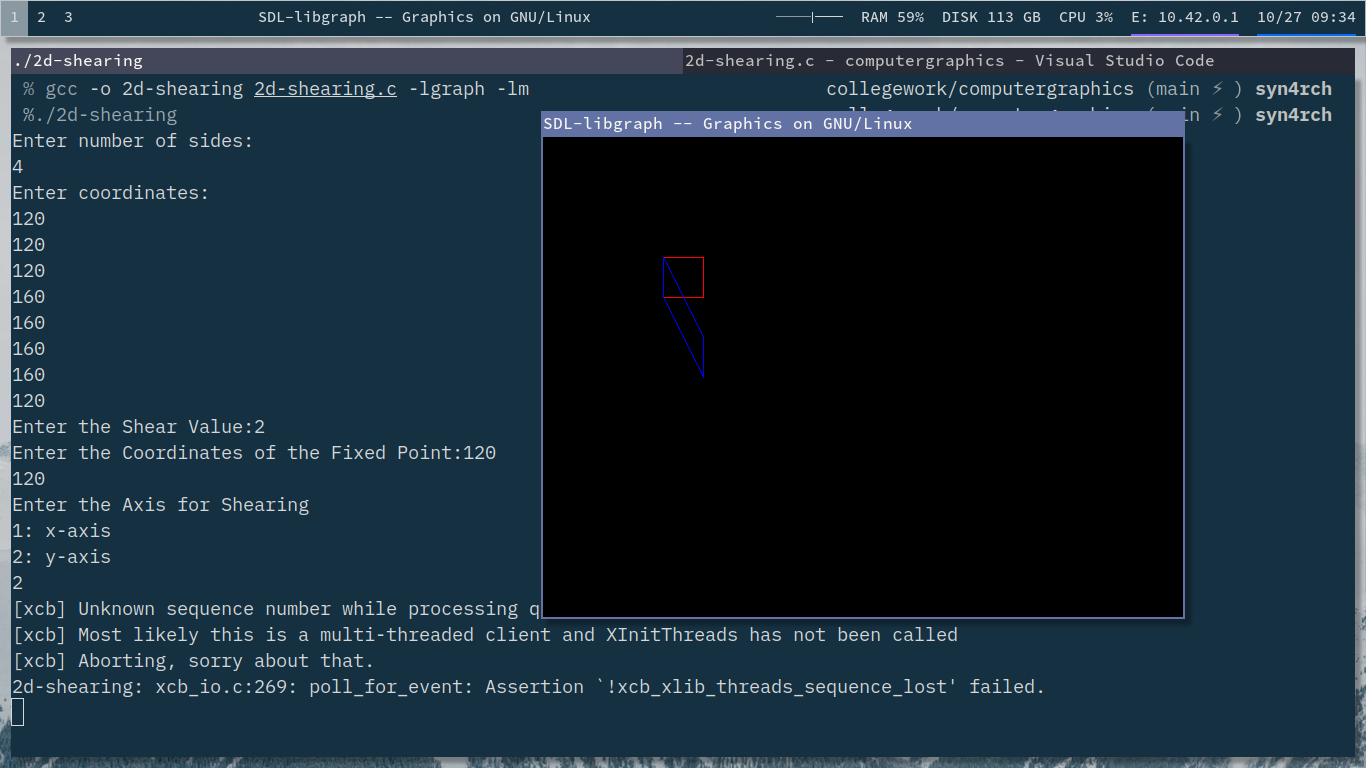 1 2 3 SDL-libgraph -- Graphics on GNU/Linux RAM 59% DISK 113 GB CPU 3% E: 10.42.0.1 10/27 09:34
./2d-shearing 2d-shearing.c - computergraphics - Visual Studio Code
% gcc -o 2d-shearing 2d-shearing.c -lgraph -lm collegework/computergraphics (main ⚡ ) syn4rch
%./2d-shearing ⚡ ) syn4rch
SDL-libgraph -- Graphics on GNU/Linux
Enter number of sides:
4
Enter coordinates:
120
120
120
160
160
160
160
120
Enter the Shear Value:2
Enter the Coordinates of the Fixed Point:120
120
Enter the Axis for Shearing
1: x-axis
2: y-axis
2
[xcb] Unknown sequence number while processing q
[xcb] Most likely this is a multi-threaded client and XInitThreads has not been called
[xcb] Aborting, sorry about that.
2d-shearing: xcb_io.c:269: poll_for_event: Assertion `!xcb_xlib_threads_sequence_lost' failed.